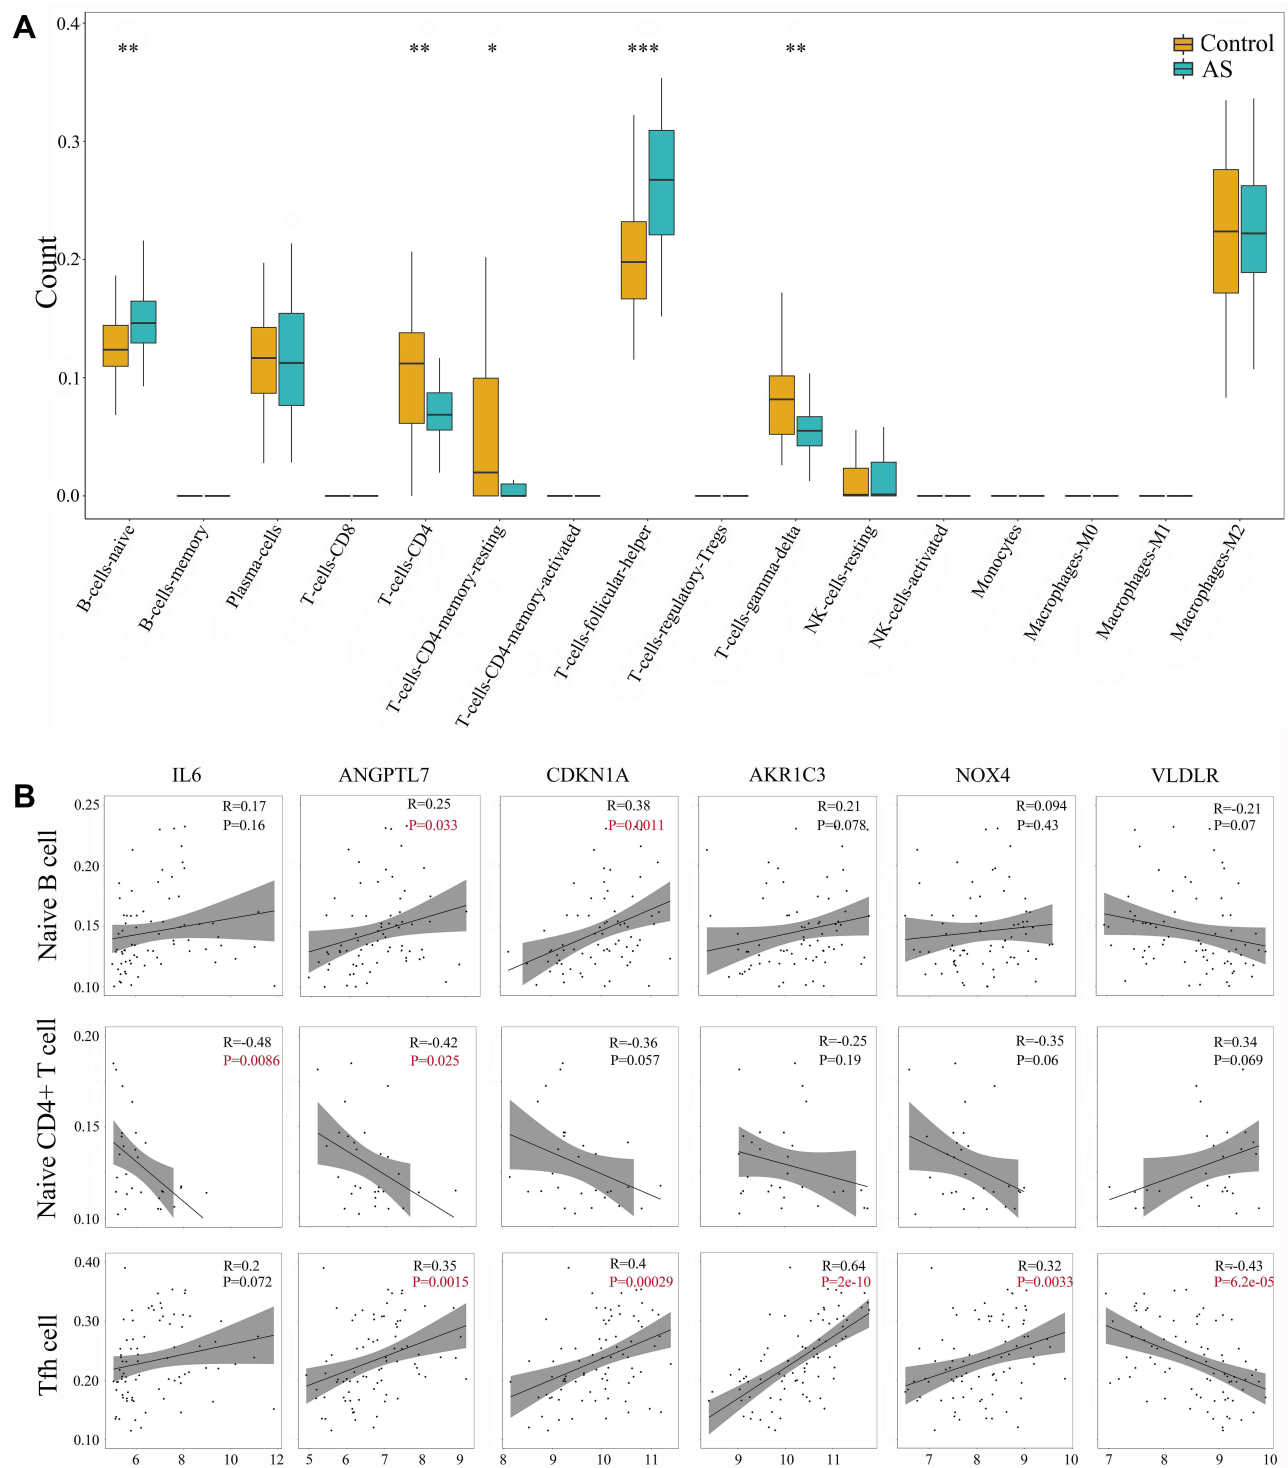 A
0.4
** ** * *** **
Control
AS
0.3
Count
0.2
0.1
0.0
B-cells-naive
B-cells-memory
Plasma-cells
T-cells-CD8
T-cells-CD4
T-cells-CD4-memory-resting
T-cells-CD4-memory-activated
T-cells-follicular-helper
T-cells-regulatory-Tregs
T-cells-gamma-delta
NK-cells-resting
NK-cells-activated
Monocytes
Macrophages-M0
Macrophages-M1
Macrophages-M2
B
IL6 ANGPTL7 CDKN1A AKR1C3 NOX4 VLDLR
Naive B cell
0.25
0.20
0.15
0.10
R=0.17
P=0.16
R=0.25
P=0.033
R=0.38
P=0.0011
R=0.21
P=0.078
R=0.094
P=0.43
R=-0.21
P=0.07
Naive CD4+ T cell
0.20
0.15
0.10
R=-0.48
P=0.0086
R=-0.42
P=0.025
R=-0.36
P=0.057
R=-0.25
P=0.19
R=-0.35
P=0.06
R=0.34
P=0.069
Tfh cell
0.40
0.30
0.20
0.10
R=0.2
P=0.072
R=0.35
P=0.0015
R=0.4
P=0.00029
R=0.64
P=2e-10
R=0.32
P=0.0033
R=-0.43
P=6.2e-05
6 8 10 12
5 6 7 8 9
8 9 10 11
9 10 11
7 8 9 10
7 8 9 10